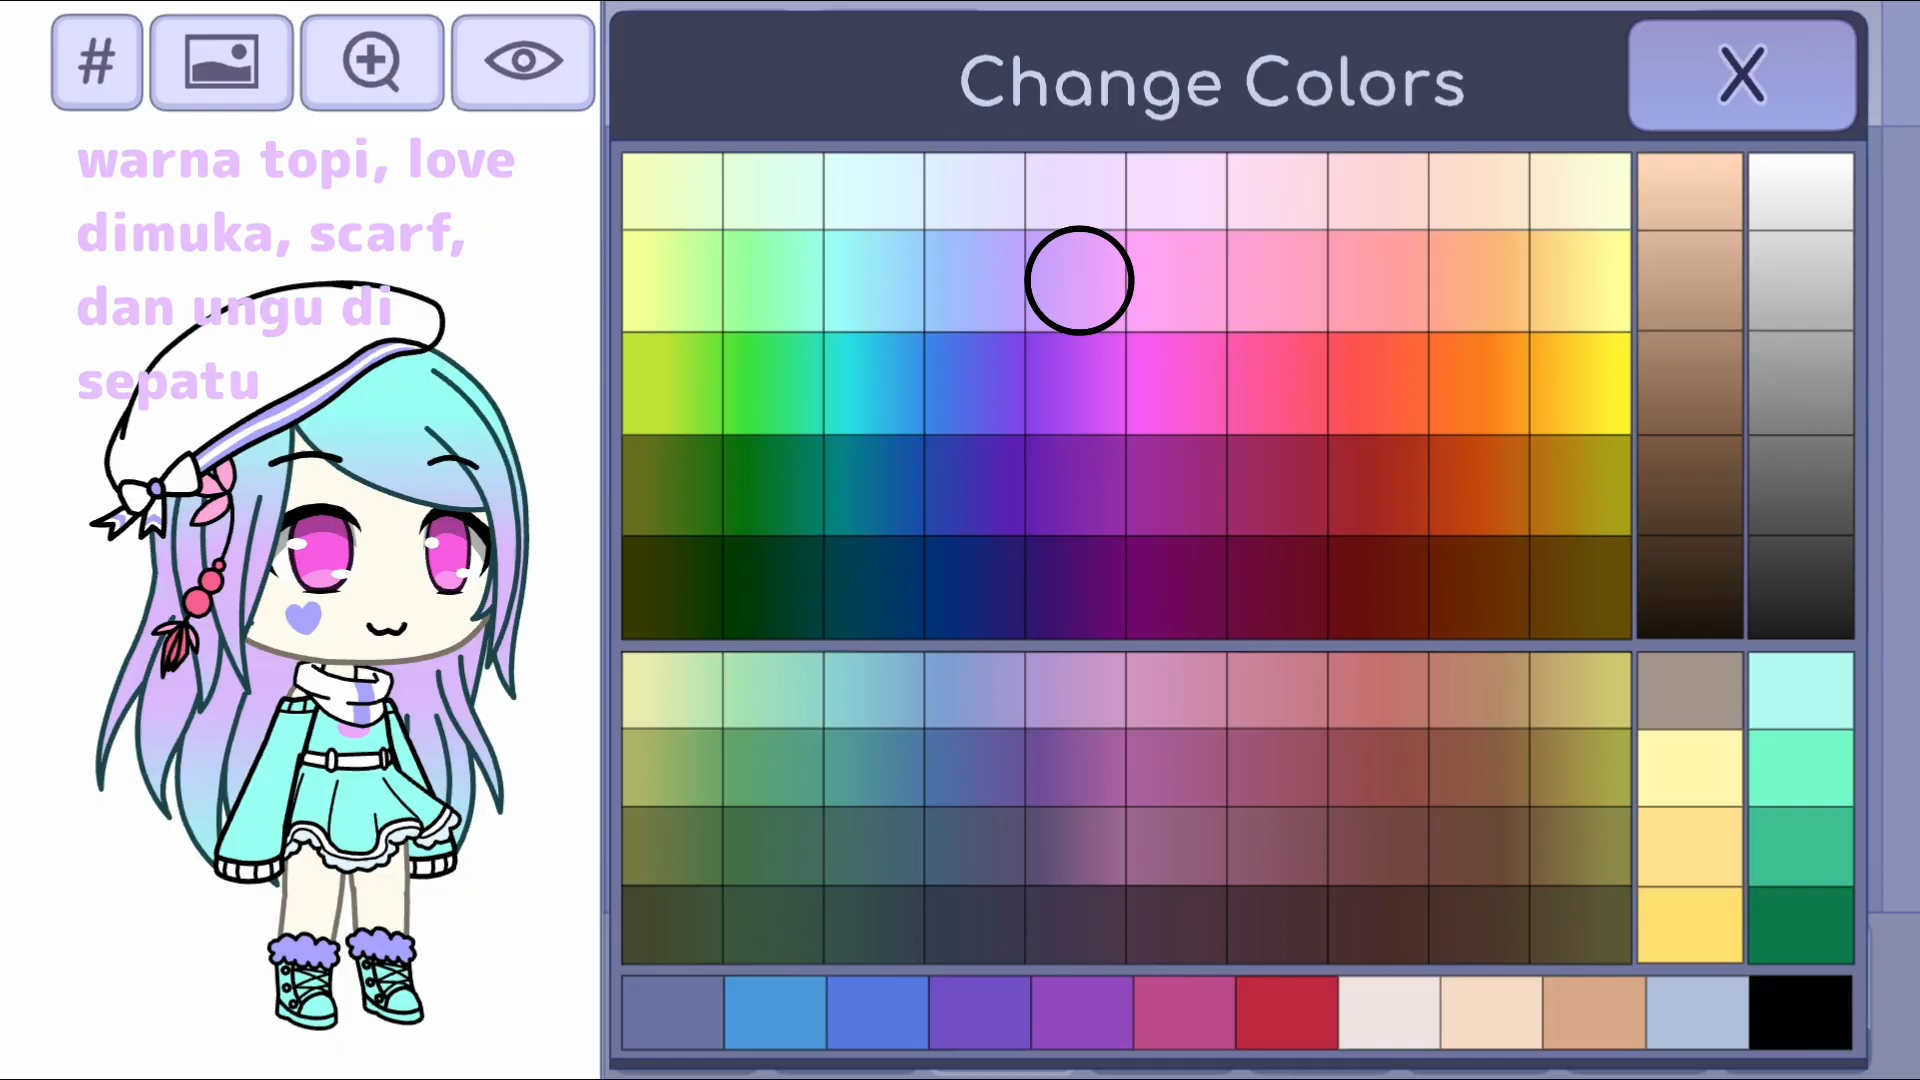 #
Change Colors
X
warna topi, love
dimuka, scarf,
dan ungu di
sepatu